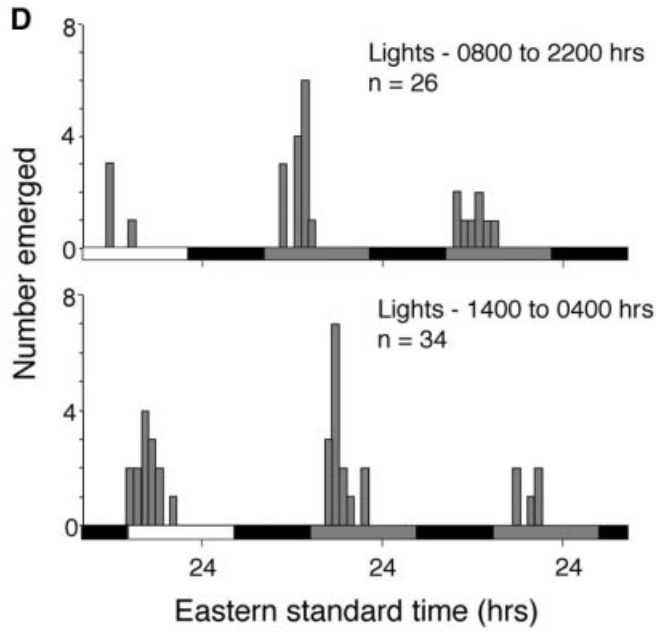 D
8
4
0
Lights - 0800 to 2200 hrs
n = 26
Number emerged
8
4
0
Lights - 1400 to 0400 hrs
n = 34
24 24 24
Eastern standard time (hrs)